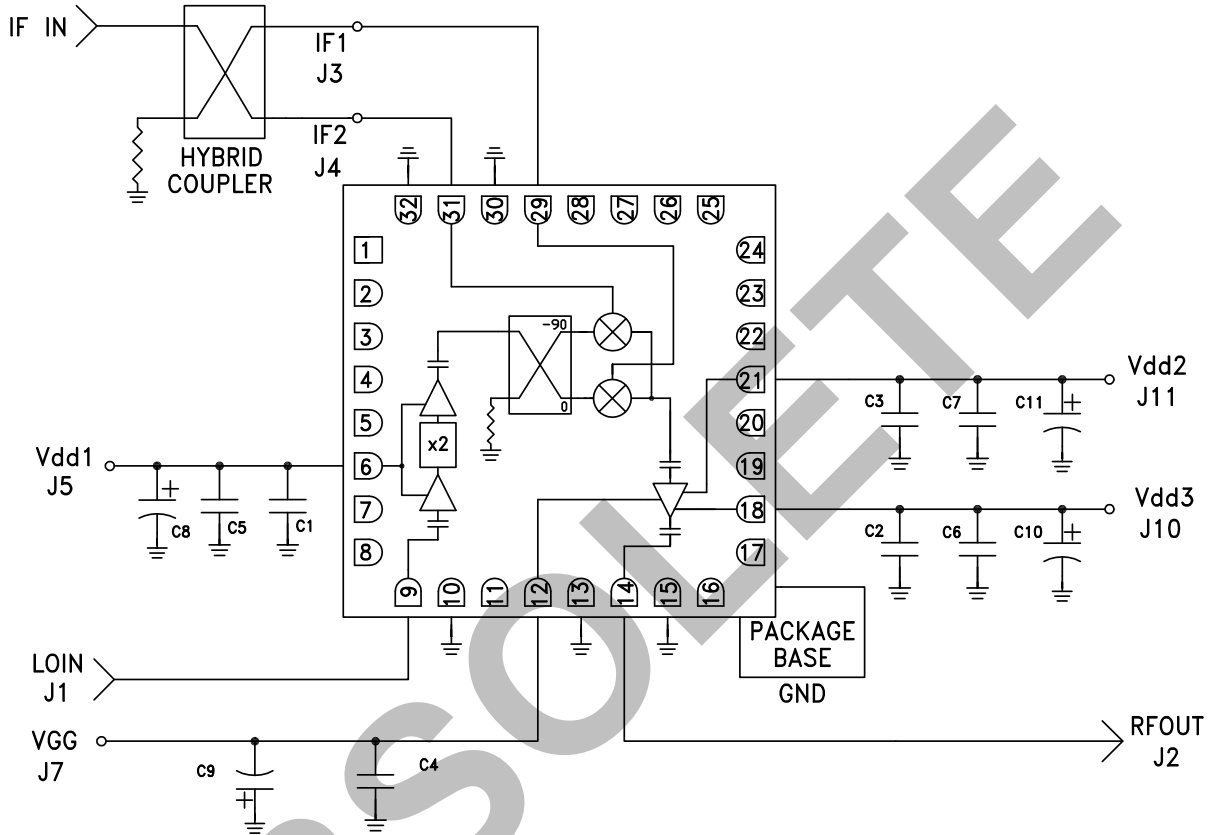 IF IN
IF1
J3
IF2
J4
HYBRID
COUPLER
32
31
30
29
28
27
26
25
1
2
3
4
5
6
7
8
24
23
22
21
20
19
18
17
-90
0
x2
Vdd1
J5
C8
C5
C1
Vdd2
J11
C3
C7
C11
+
Vdd3
J10
C2
C6
C10
+
+
9
10
11
12
13
14
15
16
PACKAGE
BASE
GND
LOIN
J1
VGG
J7
C9
+
C4
RFOUT
J2
OBSOLETE